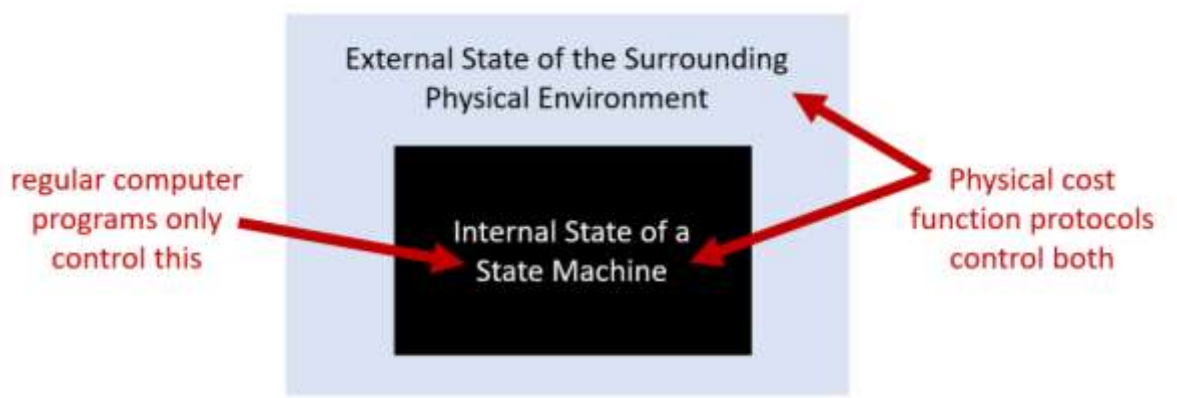 External State of the Surrounding
Physical Environment
regular computer
programs only
control this
Internal State of a
State Machine
Physical cost
function protocols
control both